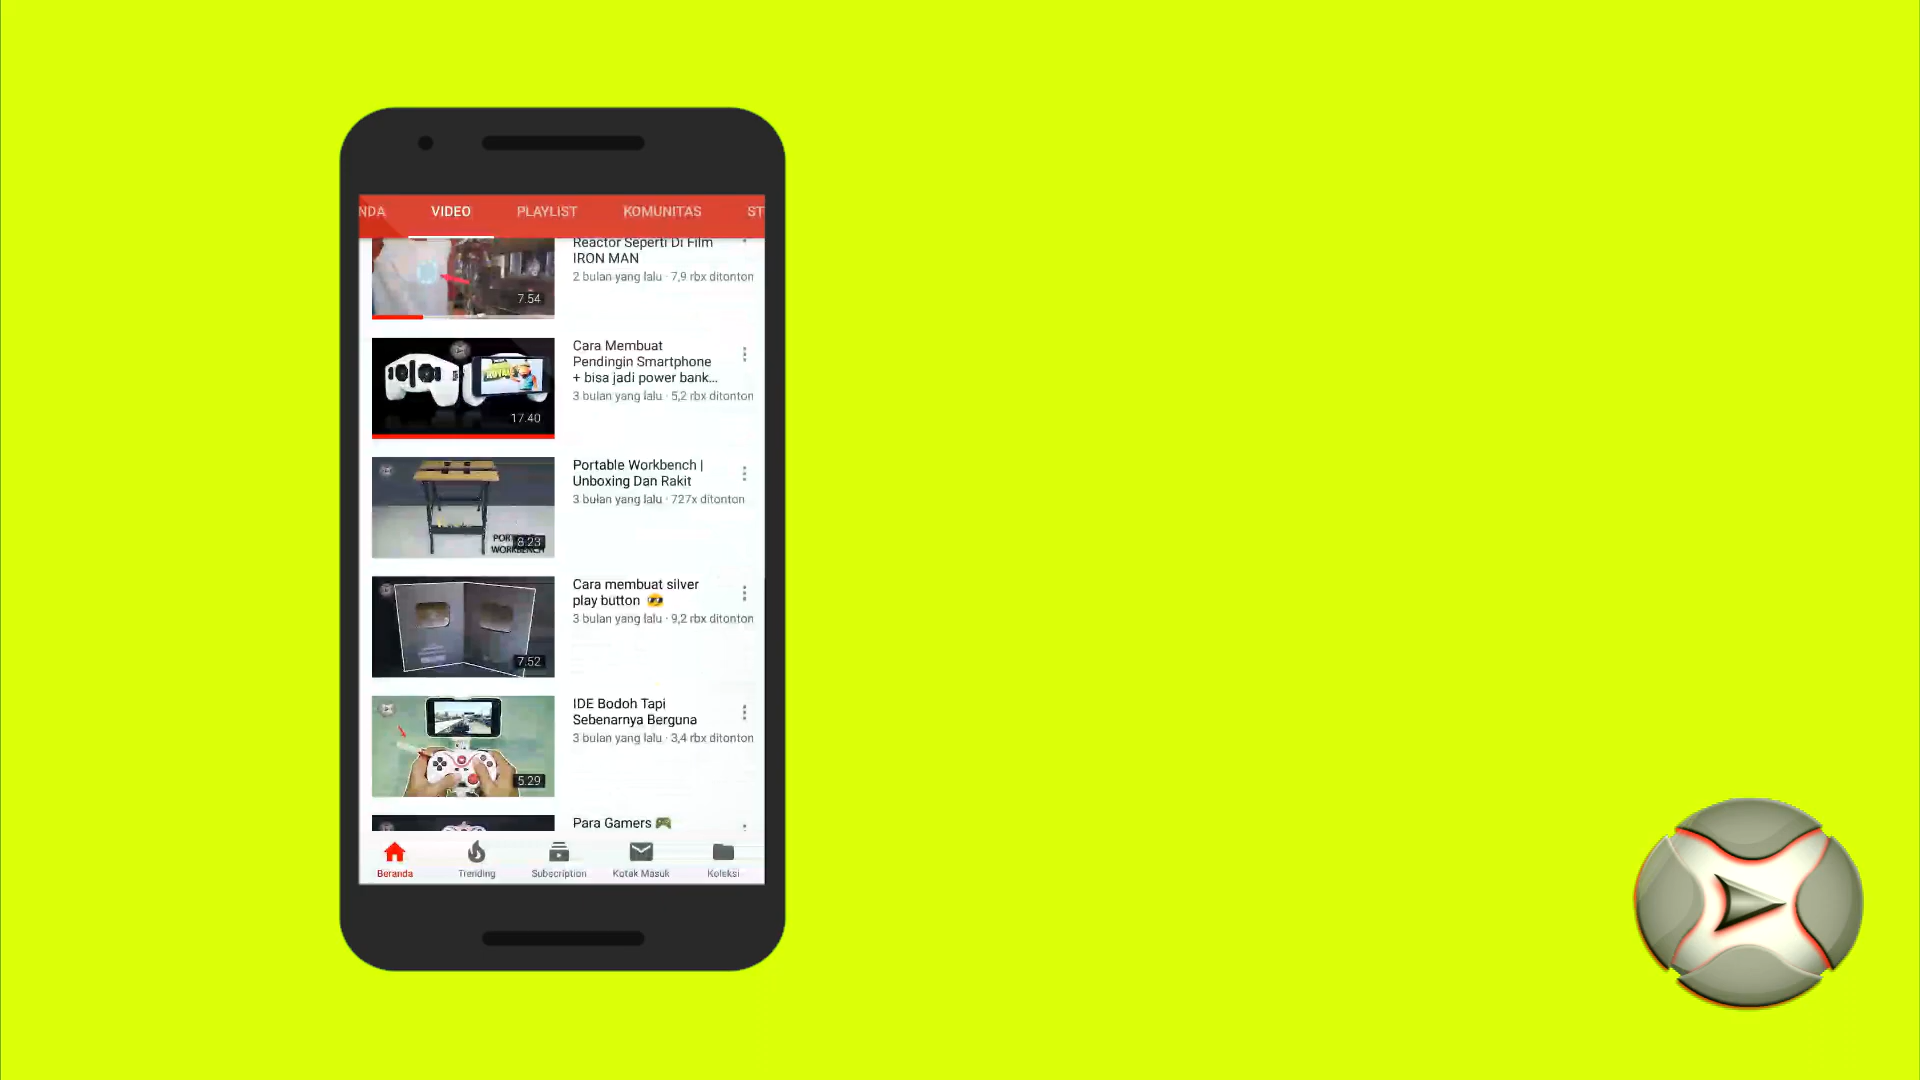 NDA VIDEO PLAYLIST KOMUNITAS ST
Reactor Seperti Di Film
IRON MAN
2 bulan yang lalu · 7,9 rbx ditonton
7.54
Cara Membuat
Pendingin Smartphone
+ bisa jadi power bank...
3 bulan yang lalu · 5,2 rbx ditonton
17.40
Portable Workbench |
Unboxing Dan Rakit
3 bulan yang lalu · 727x ditonton
8.23
WORKBENCH
Cara membuat silver
play button 😎
3 bulan yang lalu · 9,2 rbx ditonton
7.52
IDE Bodoh Tapi
Sebenarnya Berguna
3 bulan yang lalu · 3,4 rbx ditonton
5.29
Para Gamers 🎮
Beranda Trending Subscription Kotak Masuk Koleksi